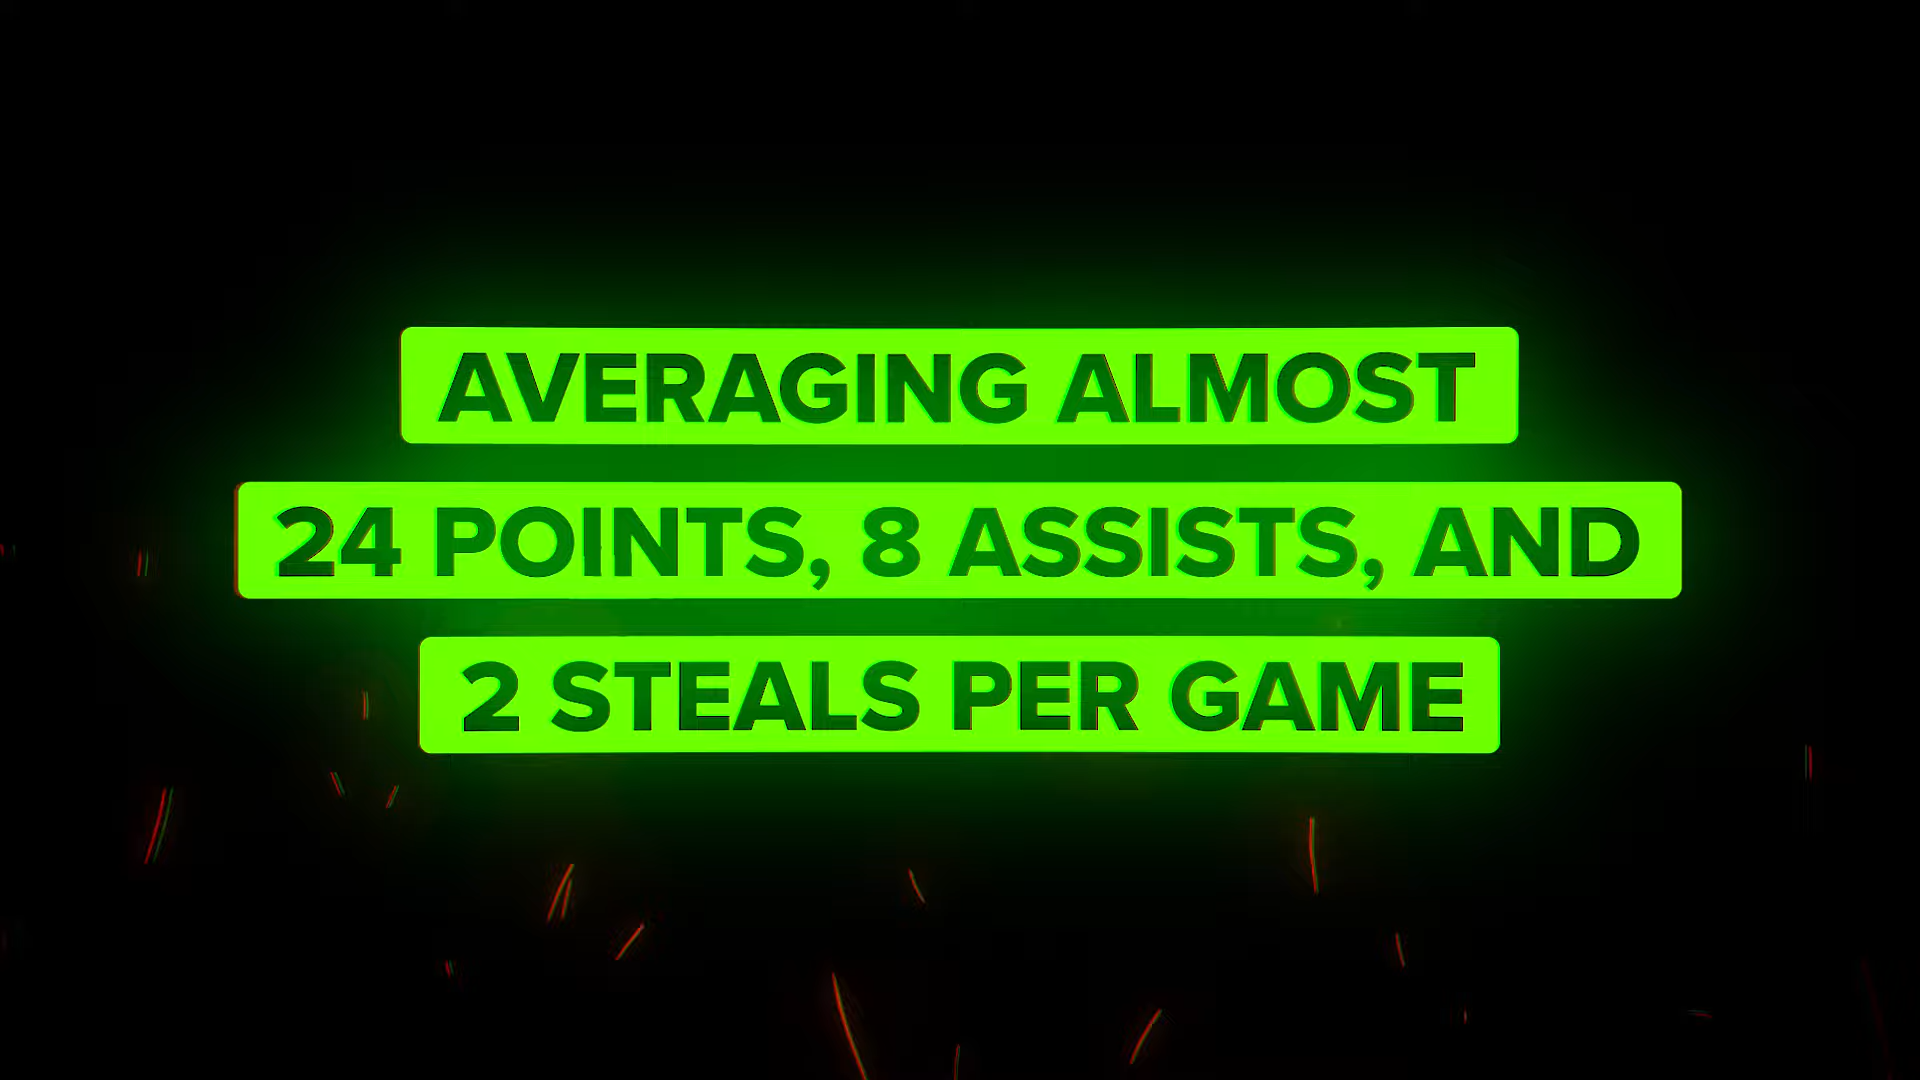 AVERAGING ALMOST
24 POINTS, 8 ASSISTS, AND
2 STEALS PER GAME